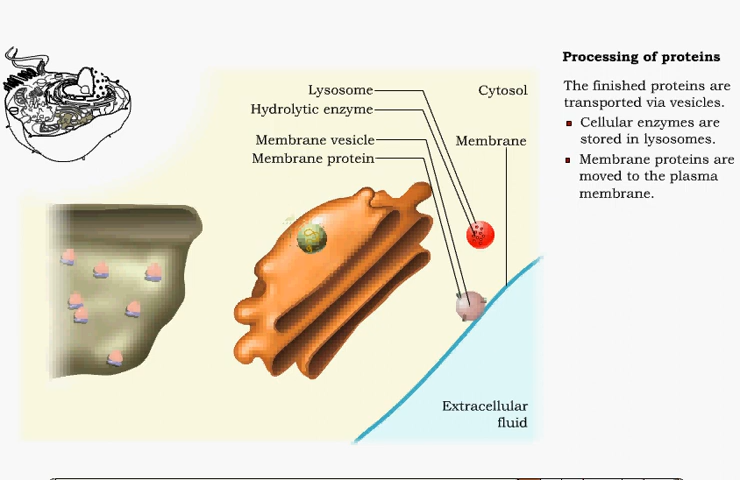 Processing of proteins
The finished proteins are
transported via vesicles.
Cellular enzymes are
stored in lysosomes.
Membrane proteins are
moved to the plasma
membrane.
Lysosome
Hydrolytic enzyme
Membrane vesicle
Membrane protein
Cytosol
Membrane
Extracellular
fluid